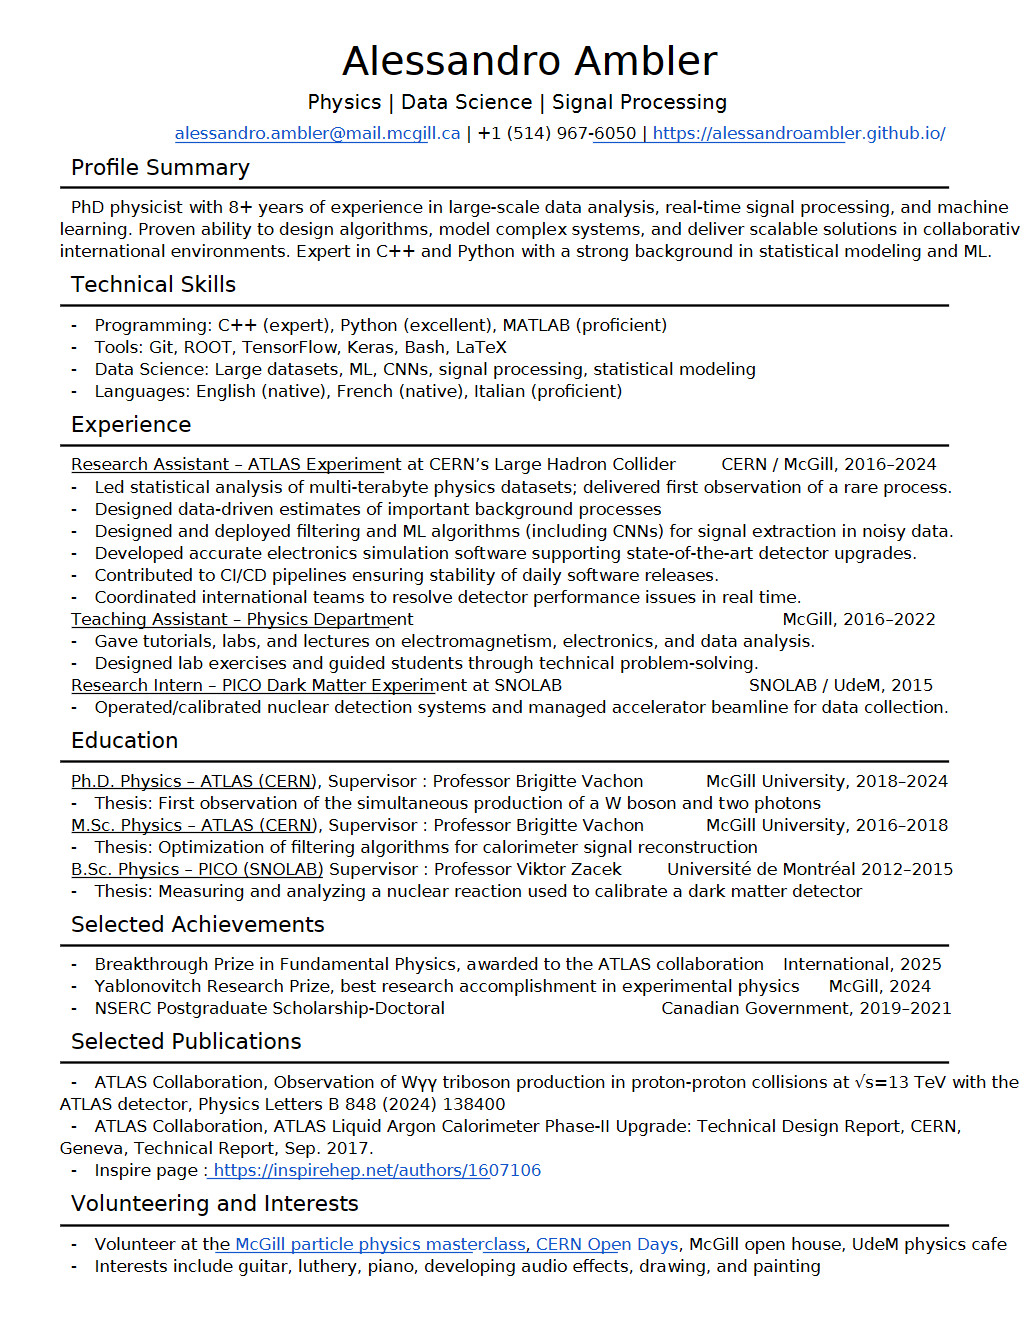 Alessandro Ambler
Physics | Data Science | Signal Processing
alessandro.ambler@mail.mcgill.ca | +1 (514) 967-6050 | https://alessandroambler.github.io/
Profile Summary
PhD physicist with 8+ years of experience in large-scale data analysis, real-time signal processing, and machine
learning. Proven ability to design algorithms, model complex systems, and deliver scalable solutions in collaborativ
international environments. Expert in C++ and Python with a strong background in statistical modeling and ML.
Technical Skills
- Programming: C++ (expert), Python (excellent), MATLAB (proficient)
- Tools: Git, ROOT, TensorFlow, Keras, Bash, LaTeX
- Data Science: Large datasets, ML, CNNs, signal processing, statistical modeling
- Languages: English (native), French (native), Italian (proficient)
Experience
Research Assistant – ATLAS Experiment at CERN’s Large Hadron Collider CERN / McGill, 2016–2024
- Led statistical analysis of multi-terabyte physics datasets; delivered first observation of a rare process.
- Designed data-driven estimates of important background processes
- Designed and deployed filtering and ML algorithms (including CNNs) for signal extraction in noisy data.
- Developed accurate electronics simulation software supporting state-of-the-art detector upgrades.
- Contributed to CI/CD pipelines ensuring stability of daily software releases.
- Coordinated international teams to resolve detector performance issues in real time.
Teaching Assistant – Physics Department McGill, 2016–2022
- Gave tutorials, labs, and lectures on electromagnetism, electronics, and data analysis.
- Designed lab exercises and guided students through technical problem-solving.
Research Intern – PICO Dark Matter Experiment at SNOLAB SNOLAB / UdeM, 2015
- Operated/calibrated nuclear detection systems and managed accelerator beamline for data collection.
Education
Ph.D. Physics – ATLAS (CERN), Supervisor : Professor Brigitte Vachon McGill University, 2018–2024
- Thesis: First observation of the simultaneous production of a W boson and two photons
M.Sc. Physics – ATLAS (CERN), Supervisor : Professor Brigitte Vachon McGill University, 2016–2018
- Thesis: Optimization of filtering algorithms for calorimeter signal reconstruction
B.Sc. Physics – PICO (SNOLAB) Supervisor : Professor Viktor Zacek Université de Montréal 2012–2015
- Thesis: Measuring and analyzing a nuclear reaction used to calibrate a dark matter detector
Selected Achievements
- Breakthrough Prize in Fundamental Physics, awarded to the ATLAS collaboration International, 2025
- Yablonovitch Research Prize, best research accomplishment in experimental physics McGill, 2024
- NSERC Postgraduate Scholarship-Doctoral Canadian Government, 2019–2021
Selected Publications
- ATLAS Collaboration, Observation of Wγγ triboson production in proton-proton collisions at √s=13 TeV with the
ATLAS detector, Physics Letters B 848 (2024) 138400
- ATLAS Collaboration, ATLAS Liquid Argon Calorimeter Phase-II Upgrade: Technical Design Report, CERN,
Geneva, Technical Report, Sep. 2017.
- Inspire page : https://inspirehep.net/authors/1607106
Volunteering and Interests
- Volunteer at the McGill particle physics masterclass, CERN Open Days, McGill open house, UdeM physics cafe
- Interests include guitar, luthery, piano, developing audio effects, drawing, and painting